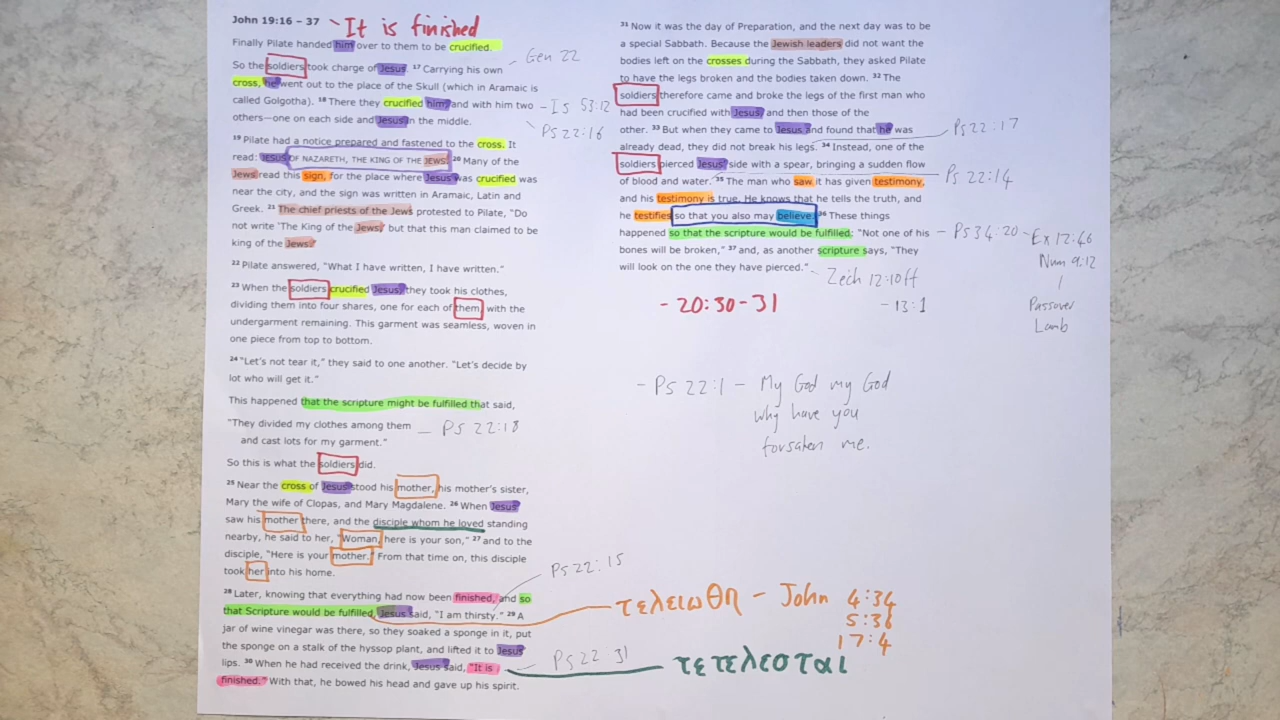 John 19:16 – 37 - It is finished
Finally Pilate handed him over to them to be crucified.
So the soldiers took charge of Jesus. 17 Carrying his own
Gen 22
cross, he went out to the place of the Skull (which in Aramaic is
called Golgotha). 18 There they crucified him, and with him two
- Is 53:12
others—one on each side and Jesus in the middle.
Ps 22:16
19 Pilate had a notice prepared and fastened to the cross. It
read: JESUS OF NAZARETH, THE KING OF THE JEWS. 20 Many of the
Jews read this sign, for the place where Jesus was crucified was
near the city, and the sign was written in Aramaic, Latin and
Greek. 21 The chief priests of the Jews protested to Pilate, "Do
not write 'The King of the Jews,' but that this man claimed to be
king of the Jews."
22 Pilate answered, "What I have written, I have written."
23 When the soldiers crucified Jesus, they took his clothes,
dividing them into four shares, one for each of them, with the
undergarment remaining. This garment was seamless, woven in
one piece from top to bottom.
24 "Let's not tear it," they said to one another. "Let's decide by
lot who will get it."
This happened that the scripture might be fulfilled that said,
"They divided my clothes among them
and cast lots for my garment."
- Ps 22:18
So this is what the soldiers did.
25 Near the cross of Jesus stood his mother, his mother's sister,
Mary the wife of Clopas, and Mary Magdalene. 26 When Jesus
saw his mother there, and the disciple whom he loved standing
nearby, he said to her, "Woman, here is your son," 27 and to the
disciple, "Here is your mother." From that time on, this disciple
took her into his home.
Ps 22:15
28 Later, knowing that everything had now been finished, and so
that Scripture would be fulfilled, Jesus said, "I am thirsty." 29 A
jar of wine vinegar was there, so they soaked a sponge in it, put
the sponge on a stalk of the hyssop plant, and lifted it to Jesus'
lips. 30 When he had received the drink, Jesus said, "It is
finished." With that, he bowed his head and gave up his spirit.
- Ps 22 31
31 Now it was the day of Preparation, and the next day was to be
a special Sabbath. Because the Jewish leaders did not want the
bodies left on the crosses during the Sabbath, they asked Pilate
to have the legs broken and the bodies taken down. 32 The
soldiers therefore came and broke the legs of the first man who
had been crucified with Jesus, and then those of the
other. 33 But when they came to Jesus and found that he was
Ps 22:17
already dead, they did not break his legs. 34 Instead, one of the
soldiers pierced Jesus' side with a spear, bringing a sudden flow
Ps 22:14
of blood and water. 35 The man who saw it has given testimony,
and his testimony is true. He knows that he tells the truth, and
he testifies so that you also may believe. 36 These things
happened so that the scripture would be fulfilled: "Not one of his
- Ps 34:20 - Ex 12:46
bones will be broken," 37 and, as another scripture says, "They
Num 9:12
will look on the one they have pierced."
- Zech 12:10ff
- 13:1
Passover
Lamb
- 20:30-31
- Ps 22:1 - My God my God
why have you
forsaken me.
τελειωθη - John 4:34
5:36
17:4
τετελεσται